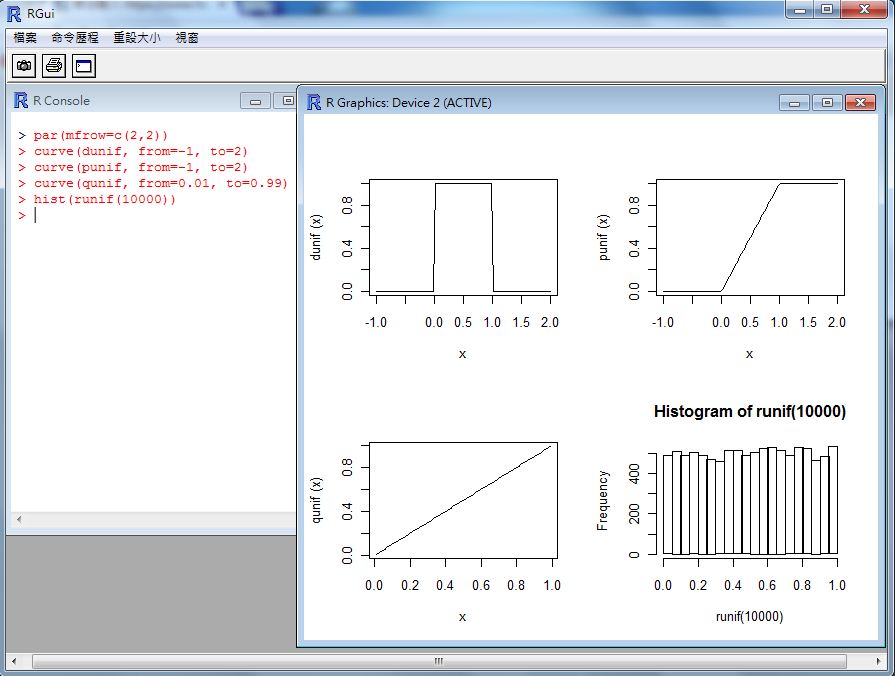 RGui
檔案 命令歷程 重設大小 視窗
R Console
> par(mfrow=c(2,2))
> curve(dunif, from=-1, to=2)
> curve(punif, from=-1, to=2)
> curve(qunif, from=0.01, to=0.99)
> hist(runif(10000))
>
R Graphics: Device 2 (ACTIVE)
dunif (x)
0.0 0.4 0.8
-1.0 0.0 0.5 1.0 1.5 2.0
x
punif (x)
0.0 0.4 0.8
-1.0 0.0 0.5 1.0 1.5 2.0
x
qunif (x)
0.0 0.4 0.8
0.0 0.2 0.4 0.6 0.8 1.0
x
Histogram of runif(10000)
Frequency
0 200 400
0.0 0.2 0.4 0.6 0.8 1.0
runif(10000)